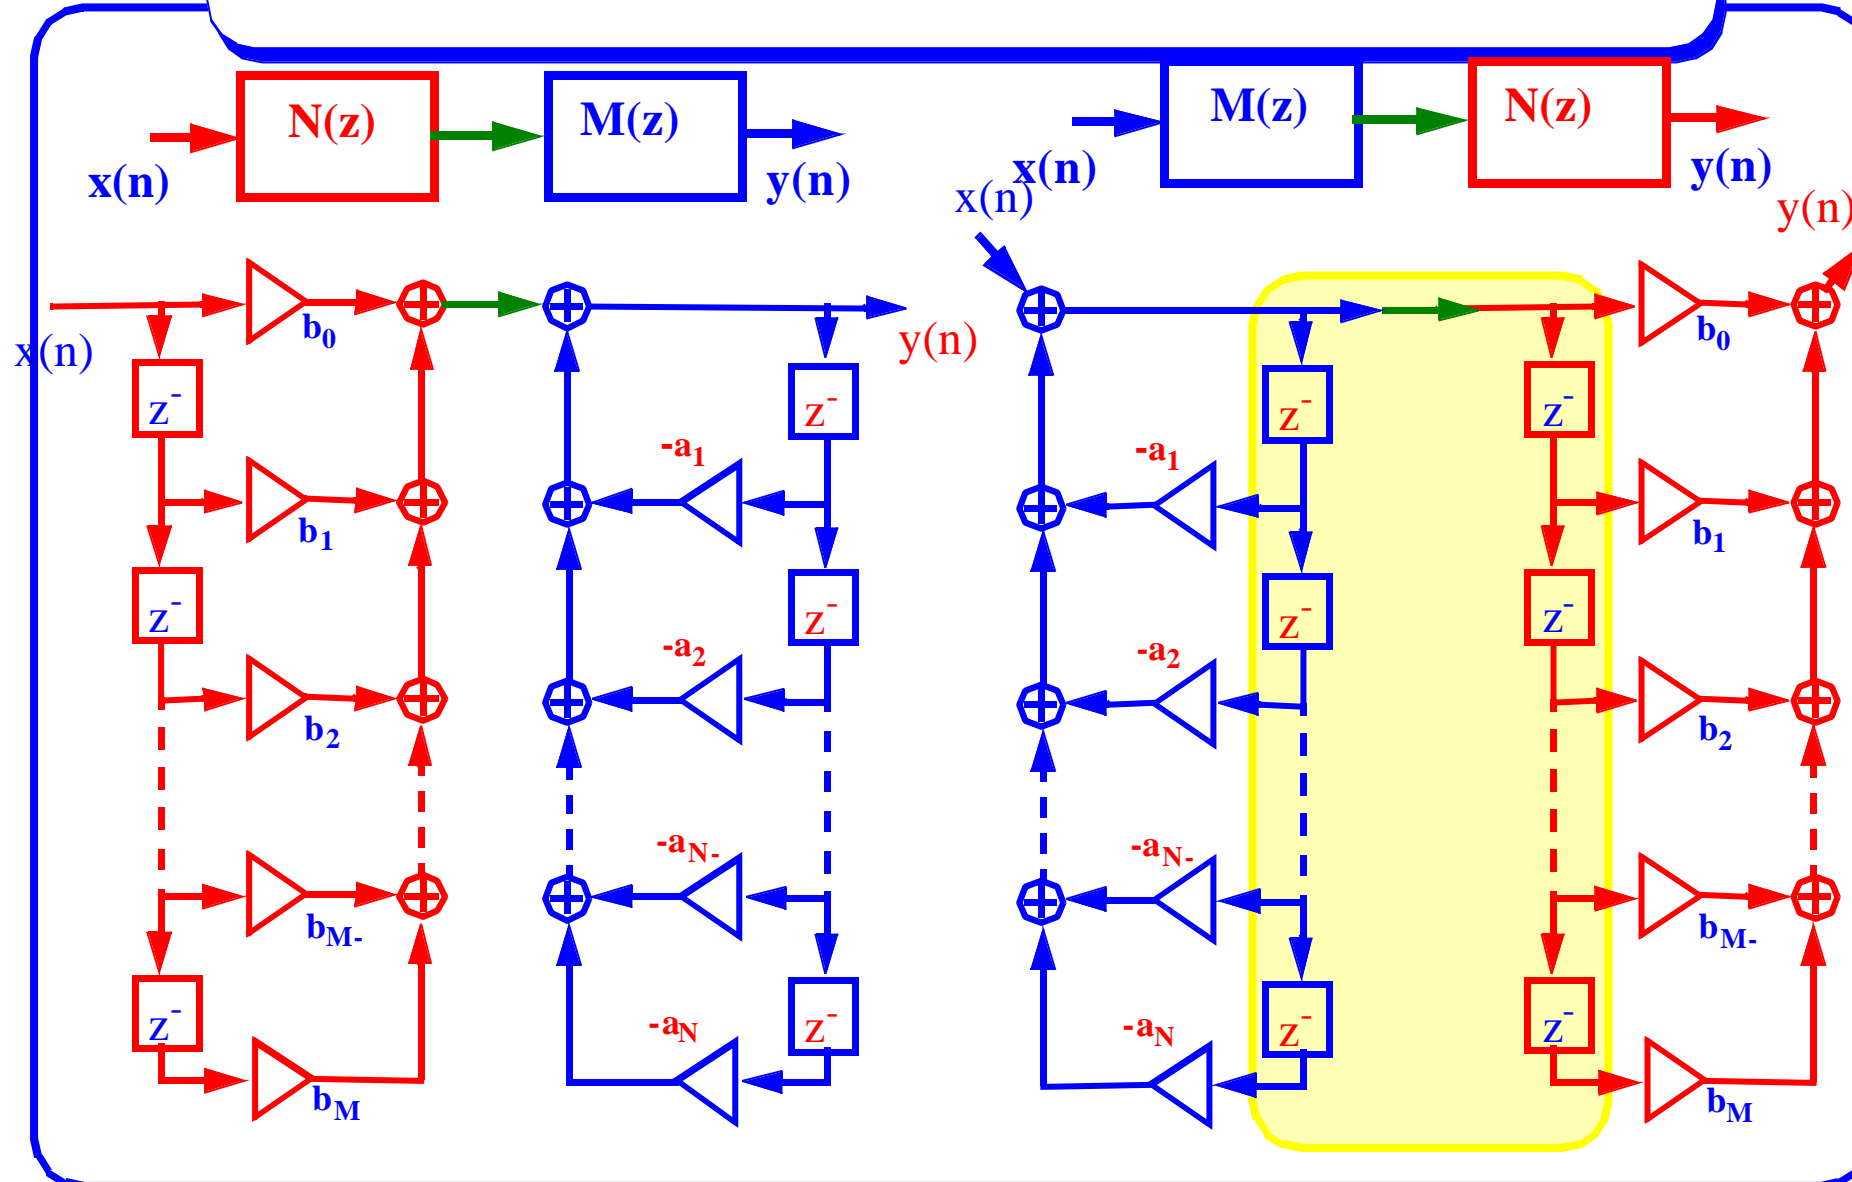 N(z) M(z) M(z) N(z)
x(n) y(n) x(n) y(n)
x(n) y(n)
x(n) b0 y(n) b0
z- z- z- z-
-a1 -a1
b1 b1
z- z- z- z-
-a2 -a2
b2 b2
-aN- -aN-
bM- bM-
z- z- z- z-
-aN -aN
bM bM